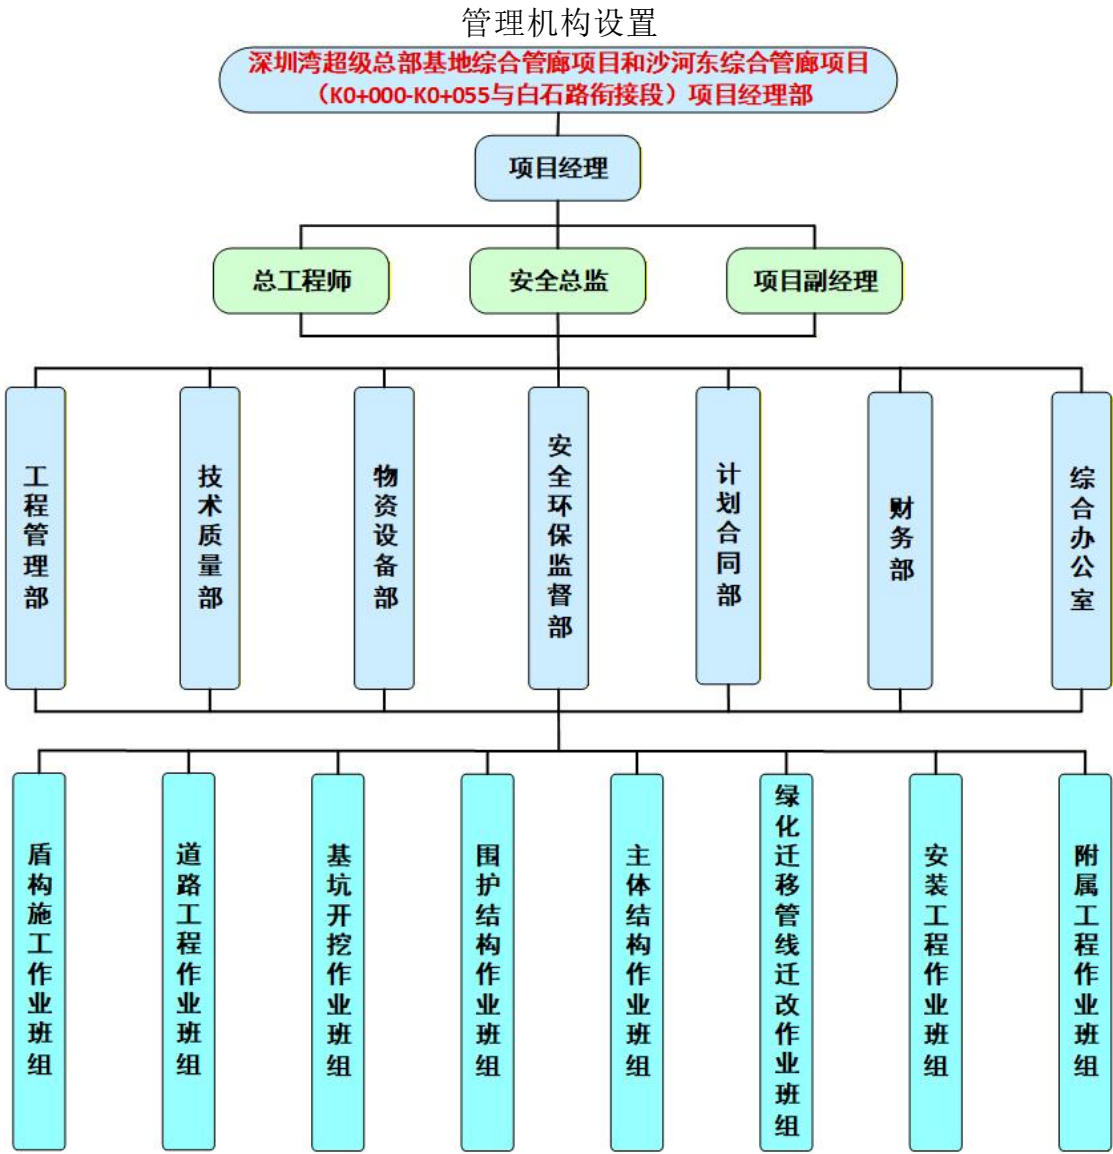 管理机构设置
深圳湾超级总部基地综合管廊项目和沙河东综合管廊项目
（K0+000-K0+055与白石路衔接段）项目经理部
项目经理
总工程师
安全总监
项目副经理
工程管理部
技术质量部
物资设备部
安全环保监督部
计划合同部
财务部
综合办公室
盾构施工作业班组
道路工程作业班组
基坑开挖作业班组
围护结构作业班组
主体结构作业班组
绿化迁移管线迁改作业班组
安装工程作业班组
附属工程作业班组